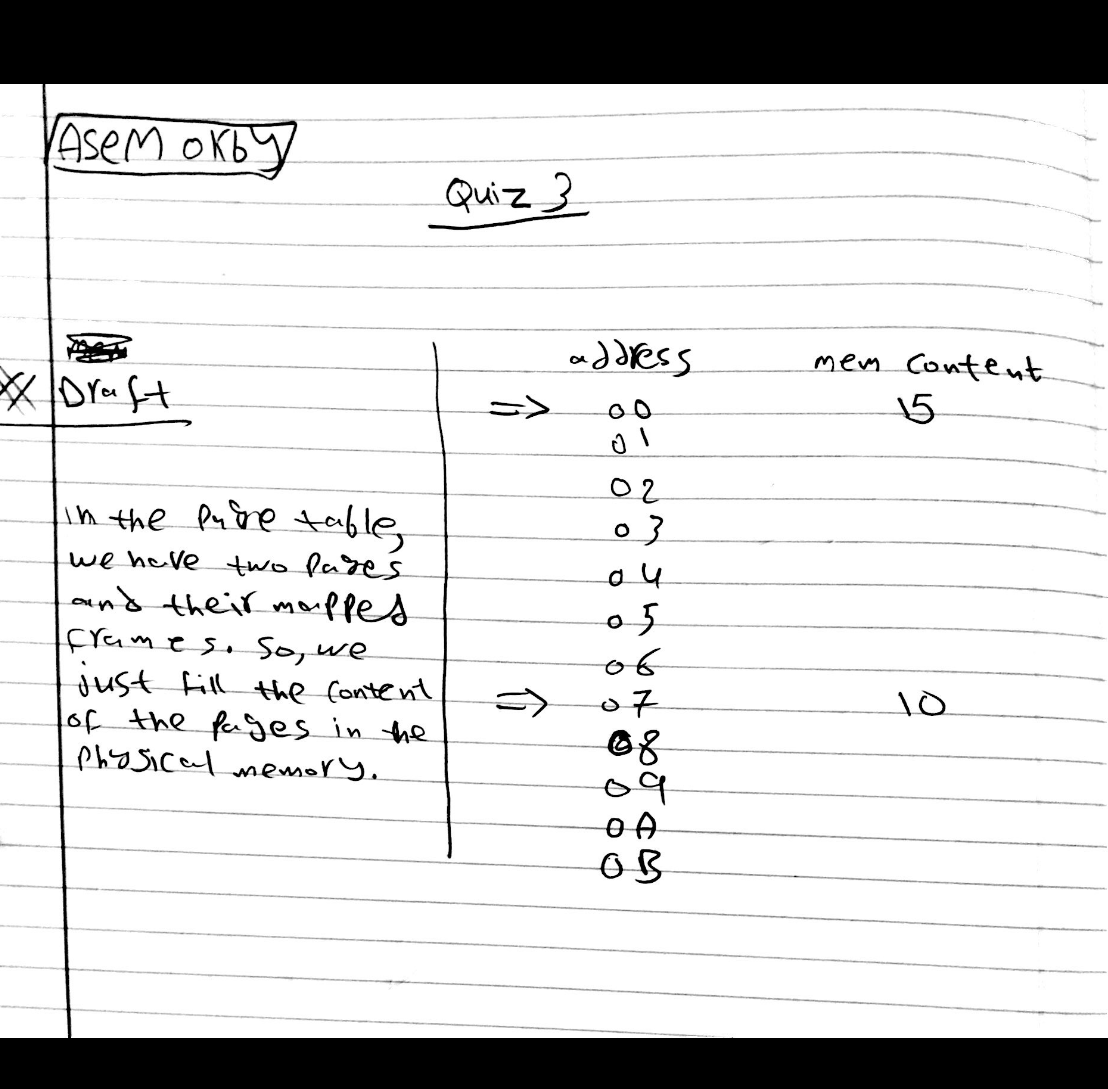 Asem okby
Quiz 3
Draft
in the page table,
we have two pages
and their mapped
frames. So, we
just fill the content
of the pages in the
physical memory.
address mem content
=> 00 15
01
02
03
04
05
06
=> 07 10
08
09
0A
0B